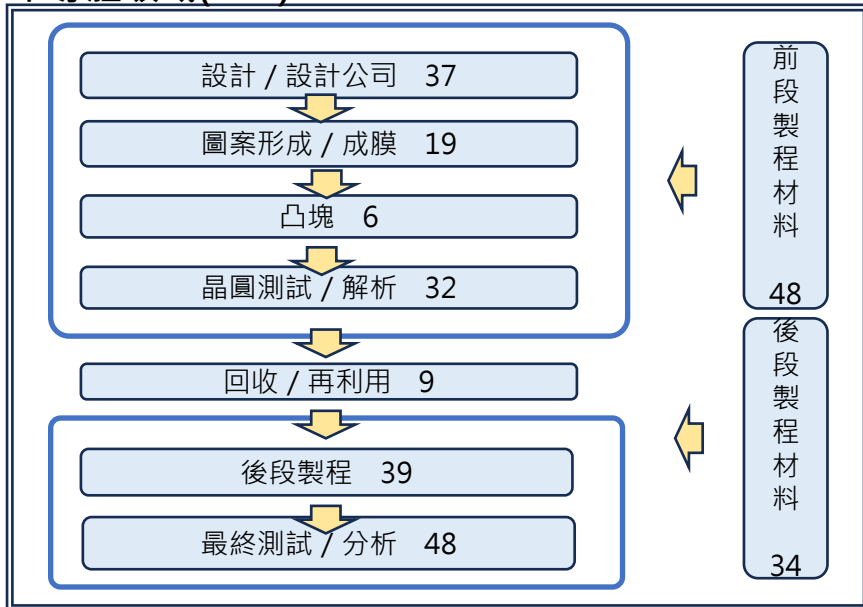 設計 / 設計公司 37
圖案形成 / 成膜 19
凸塊 6
晶圓測試 / 解析 32
回收 / 再利用 9
後段製程 39
最終測試 / 分析 48
前段製程材料 48
後段製程材料 34